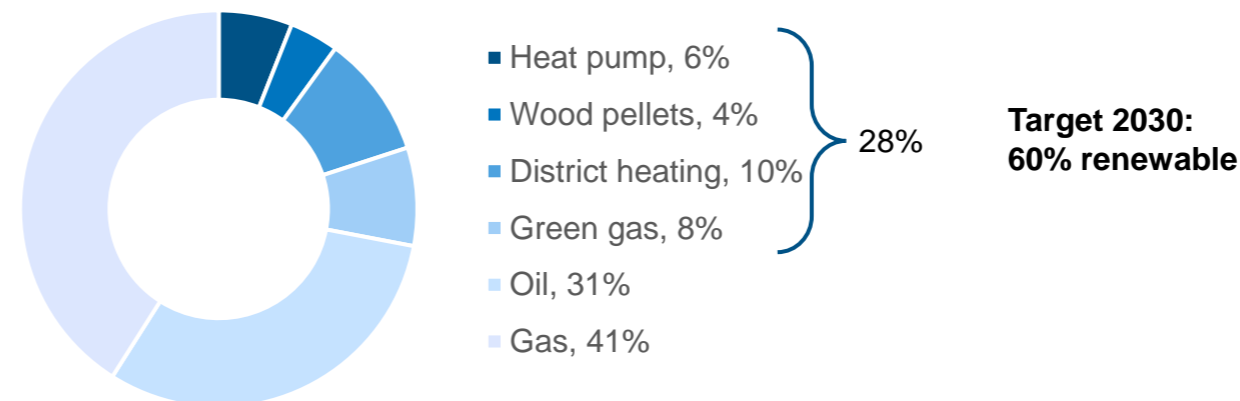 Heat pump, 6%
Wood pellets, 4%
District heating, 10%
Green gas, 8%
Oil, 31%
Gas, 41%
28%
Target 2030:
60% renewable